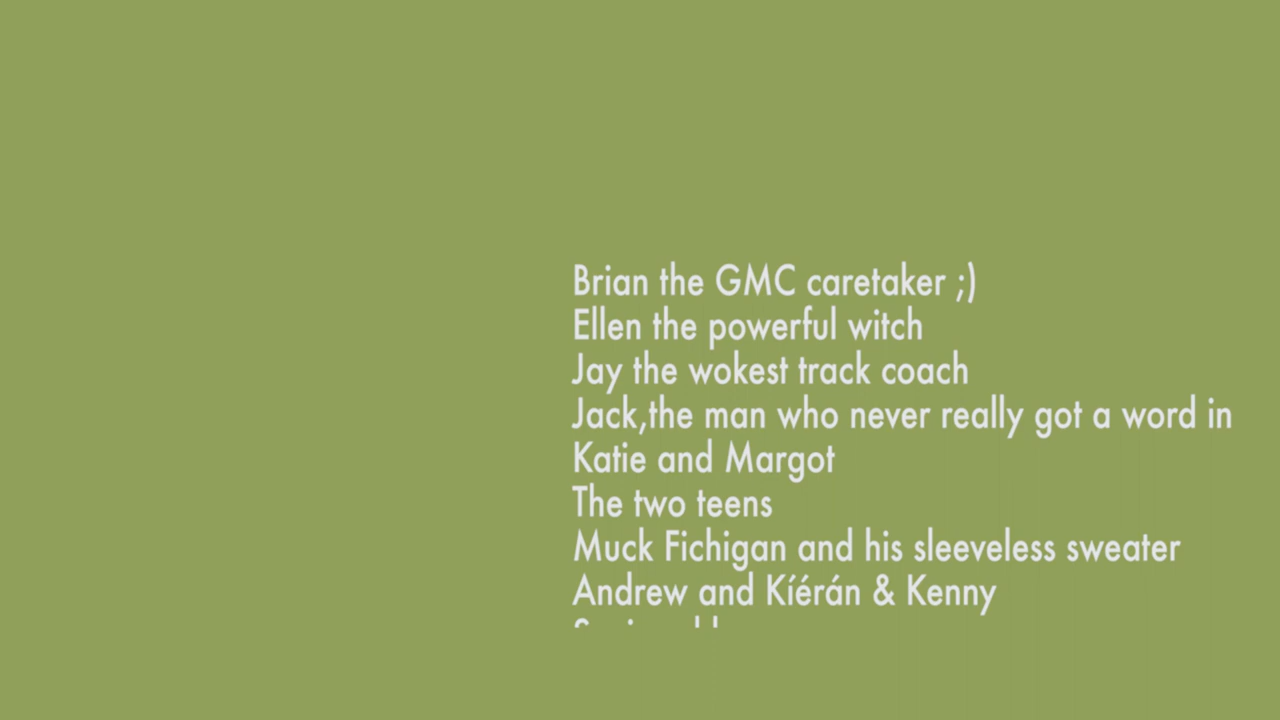 Brian the GMC caretaker ;)
Ellen the powerful witch
Jay the wokest track coach
Jack,the man who never really got a word in
Katie and Margot
The two teens
Muck Fichigan and his sleeveless sweater
Andrew and Kíérán & Kenny